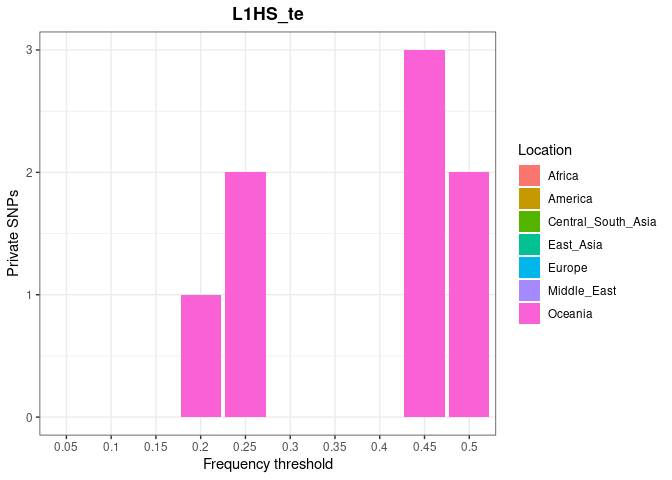 L1HS_te
Private SNPs
3
2
1
0
0.05 0.1 0.15 0.2 0.25 0.3 0.35 0.4 0.45 0.5
Frequency threshold
Location
Africa
America
Central_South_Asia
East_Asia
Europe
Middle_East
Oceania